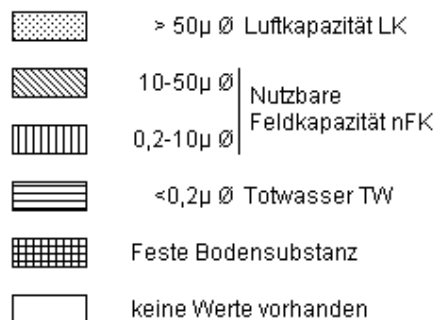 > 50µ Ø Luftkapazität LK
10-50µ Ø
Nutzbare
Feldkapazität nFK
0,2-10µ Ø
<0,2µ Ø Totwasser TW
Feste Bodensubstanz
keine Werte vorhanden